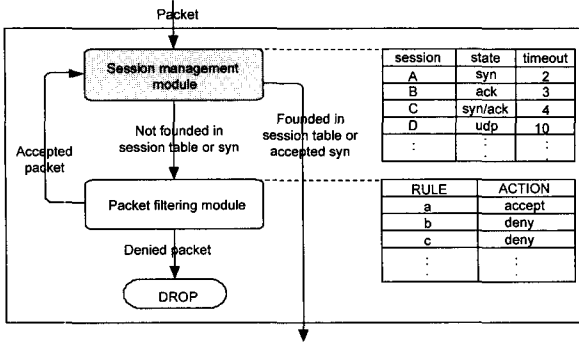 Packet
Session management
module
session state timeout
A syn 2
B ack 3
C syn/ack 4
D udp 10
: : :
Not founded in
session table or syn
Founded in
session table or
accepted syn
Accepted
packet
Packet filtering module
RULE ACTION
a accept
b deny
c deny
: :
Denied packet
DROP